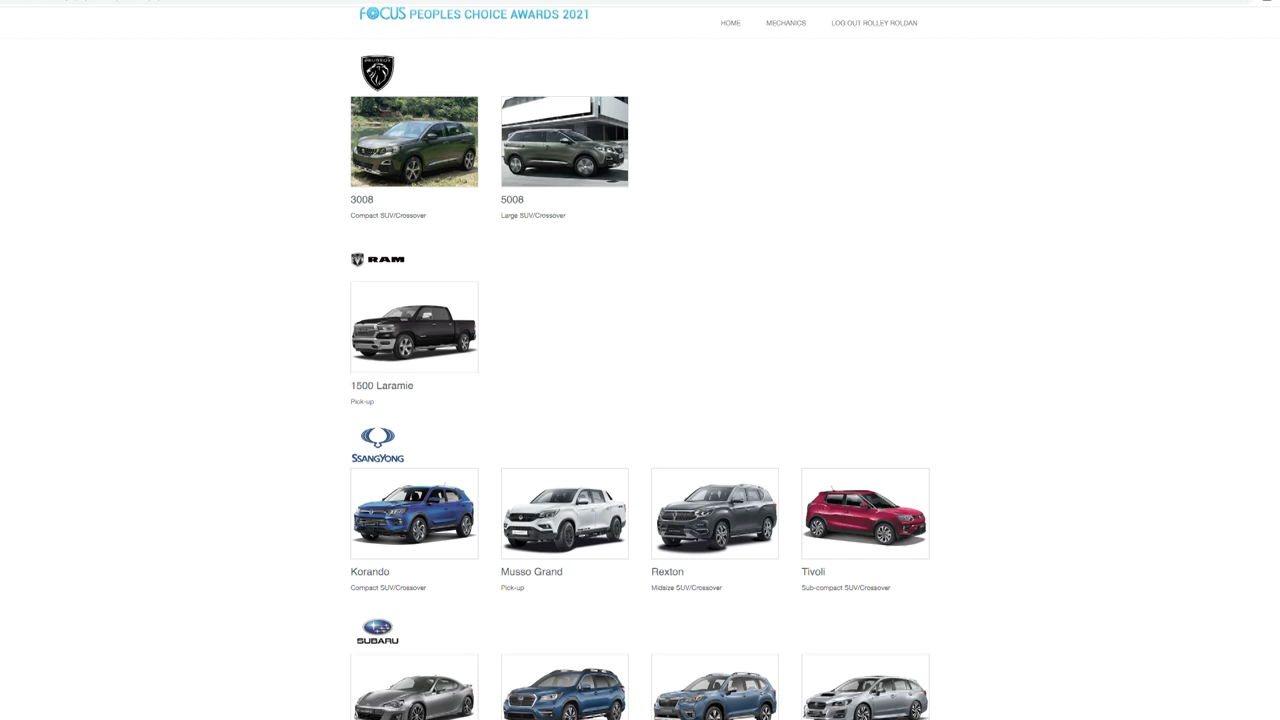 FOCUS PEOPLES CHOICE AWARDS 2021
HOME MECHANICS LOG OUT ROLLEY ROLDAN
PEUGEOT
3008 5008
Compact SUV/Crossover Large SUV/Crossover
RAM
1500 Laramie
Pick-up
SSANGYONG
Korando Musso Grand Rexton Tivoli
Compact SUV/Crossover Pick-up Midsize SUV/Crossover Sub-compact SUV/Crossover
SUBARU